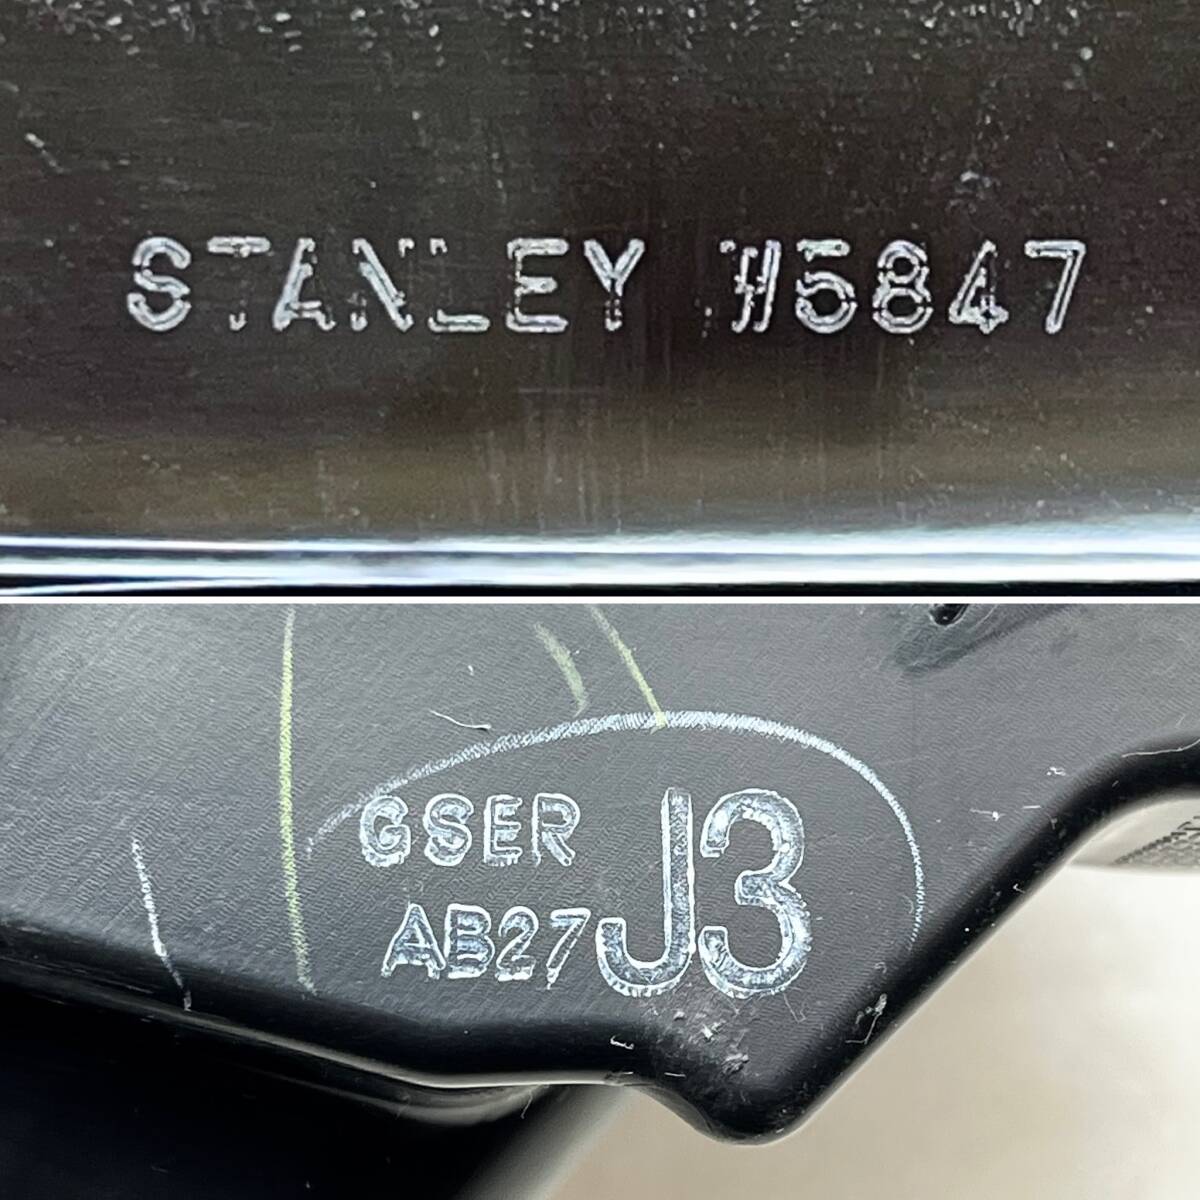 STANLEY W5847
GSER J3
AB27